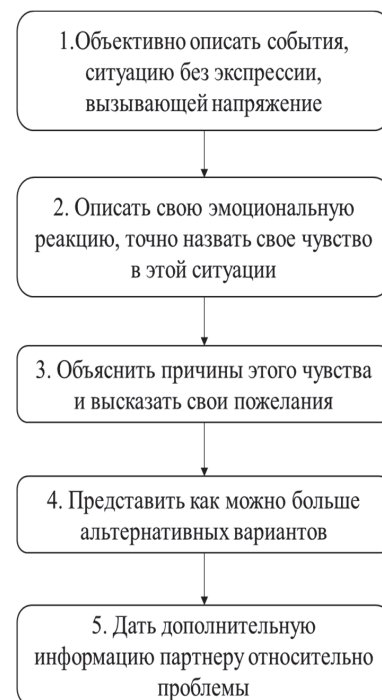 1.Объективно описать события,
ситуацию без экспрессии,
вызывающей напряжение
2. Описать свою эмоциональную
реакцию, точно назвать свое чувство
в этой ситуации
3. Объяснить причины этого чувства
и высказать свои пожелания
4. Представить как можно больше
альтернативных вариантов
5. Дать дополнительную
информацию партнеру относительно
проблемы